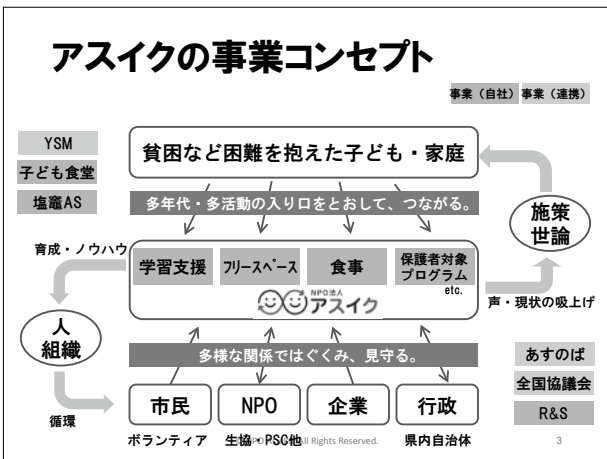 アスイクの事業コンセプト
事業（自社） 事業（連携）
YSM
子ども食堂
塩竈AS
貧困など困難を抱えた子ども・家庭
多年代・多活動の入り口をとおして、つながる。
施策
世論
育成・ノウハウ
学習支援
フリースペース
食事
保護者対象
プログラム
etc.
NPO法人
アスイク
声・現状の吸上げ
人
組織
多様な関係ではぐくみ、見守る。
あすのば
全国協議会
R&S
市民
NPO
企業
行政
循環
ボランティア
生協・PSC他
県内自治体
All Rights Reserved.
3